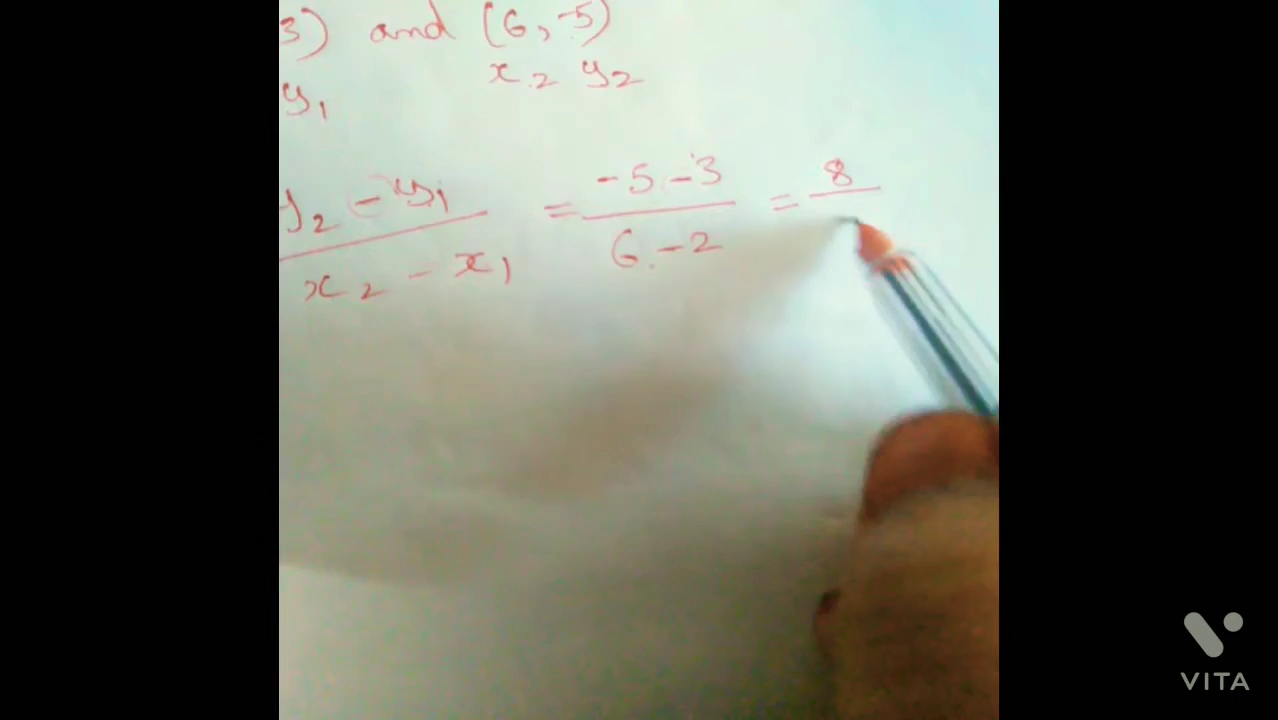 3) and (6, -5)
y1 x2 y2
y2 - y1 / x2 - x1 = -5 -3 / 6 - 2 = 8 /
VITA